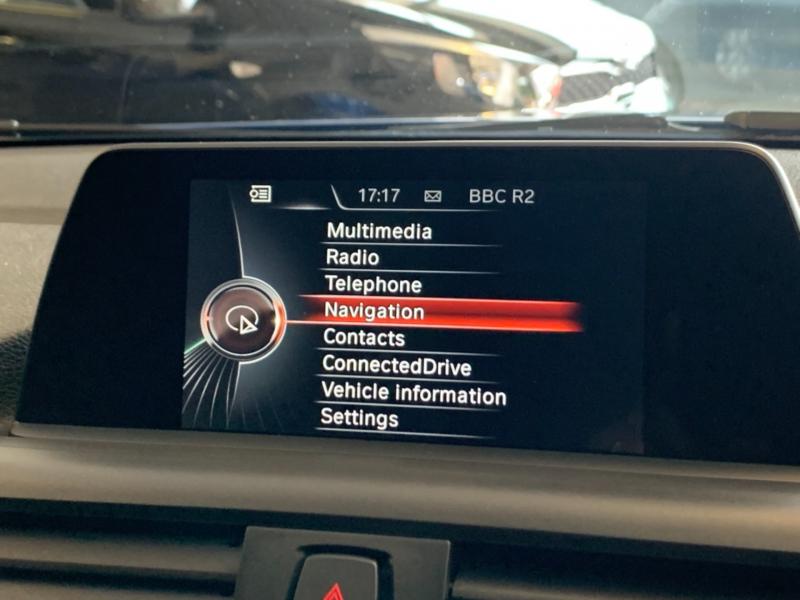 17:17 BBC R2
Multimedia
Radio
Telephone
Navigation
Contacts
ConnectedDrive
Vehicle information
Settings